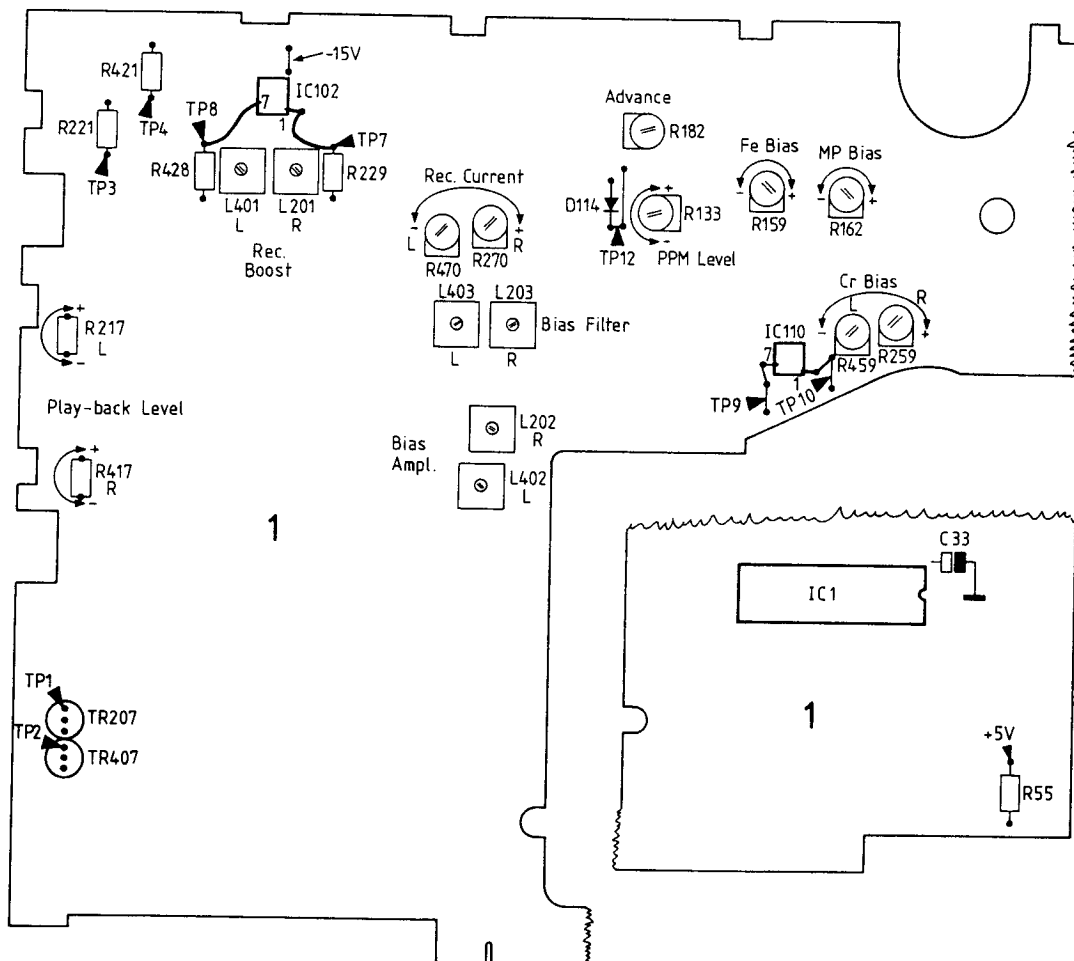 -15V
R421
IC102
7
1
TP8
TP4
R221
TP3
TP7
R428
R229
L401
L
L201
R
Rec.
Boost
Advance
R182
Fe Bias
-
+
R159
MP Bias
-
+
R162
Rec. Current
-
L
+
R
R470
R270
D114
TP12
+
-
R133
PPM Level
L403
L203
Bias Filter
L
R
Cr Bias
L
R
-
+
IC110
7
1
R459
R259
TP9
TP10
+
R217
L
-
Play-back Level
+
R417
R
-
Bias
Ampl.
L202
R
L402
L
1
C33
IC1
1
+5V
R55
TP1
TR207
TP2
TR407